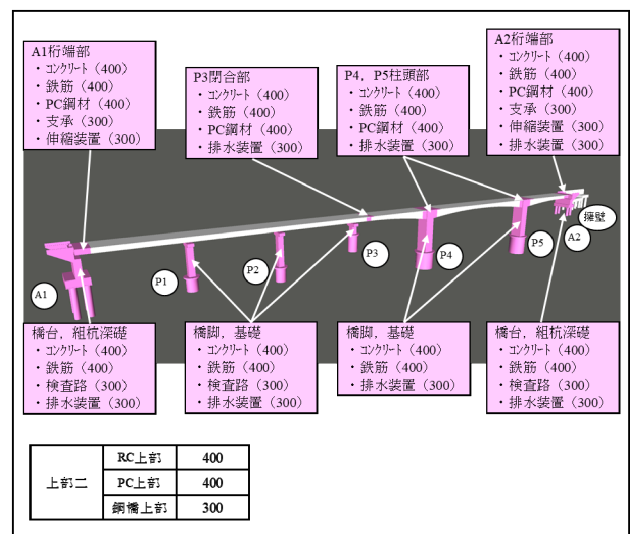 A1桁端部
・コンクリート（400）
・鉄筋（400）
・PC鋼材（400）
・支承（300）
・伸縮装置（300）
P3閉合部
・コンクリート（400）
・鉄筋（400）
・PC鋼材（400）
・排水装置（300）
P4，P5柱頭部
・コンクリート（400）
・鉄筋（400）
・PC鋼材（400）
・排水装置（300）
A2桁端部
・コンクリート（400）
・鉄筋（400）
・PC鋼材（400）
・支承（300）
・伸縮装置（300）
・排水装置（300）
擁壁
A1
P1
P2
P3
P4
P5
A2
橋台，組杭深礎
・コンクリート（400）
・鉄筋（400）
・検査路（300）
・排水装置（300）
橋脚，基礎
・コンクリート（400）
・鉄筋（400）
・検査路（300）
・排水装置（300）
橋脚，基礎
・コンクリート（400）
・鉄筋（400）
・検査路（300）
・排水装置（300）
橋台，組杭深礎
・コンクリート（400）
・鉄筋（400）
・検査路（300）
・排水装置（300）
上部工
RC上部 400
PC上部 400
鋼橋上部 300